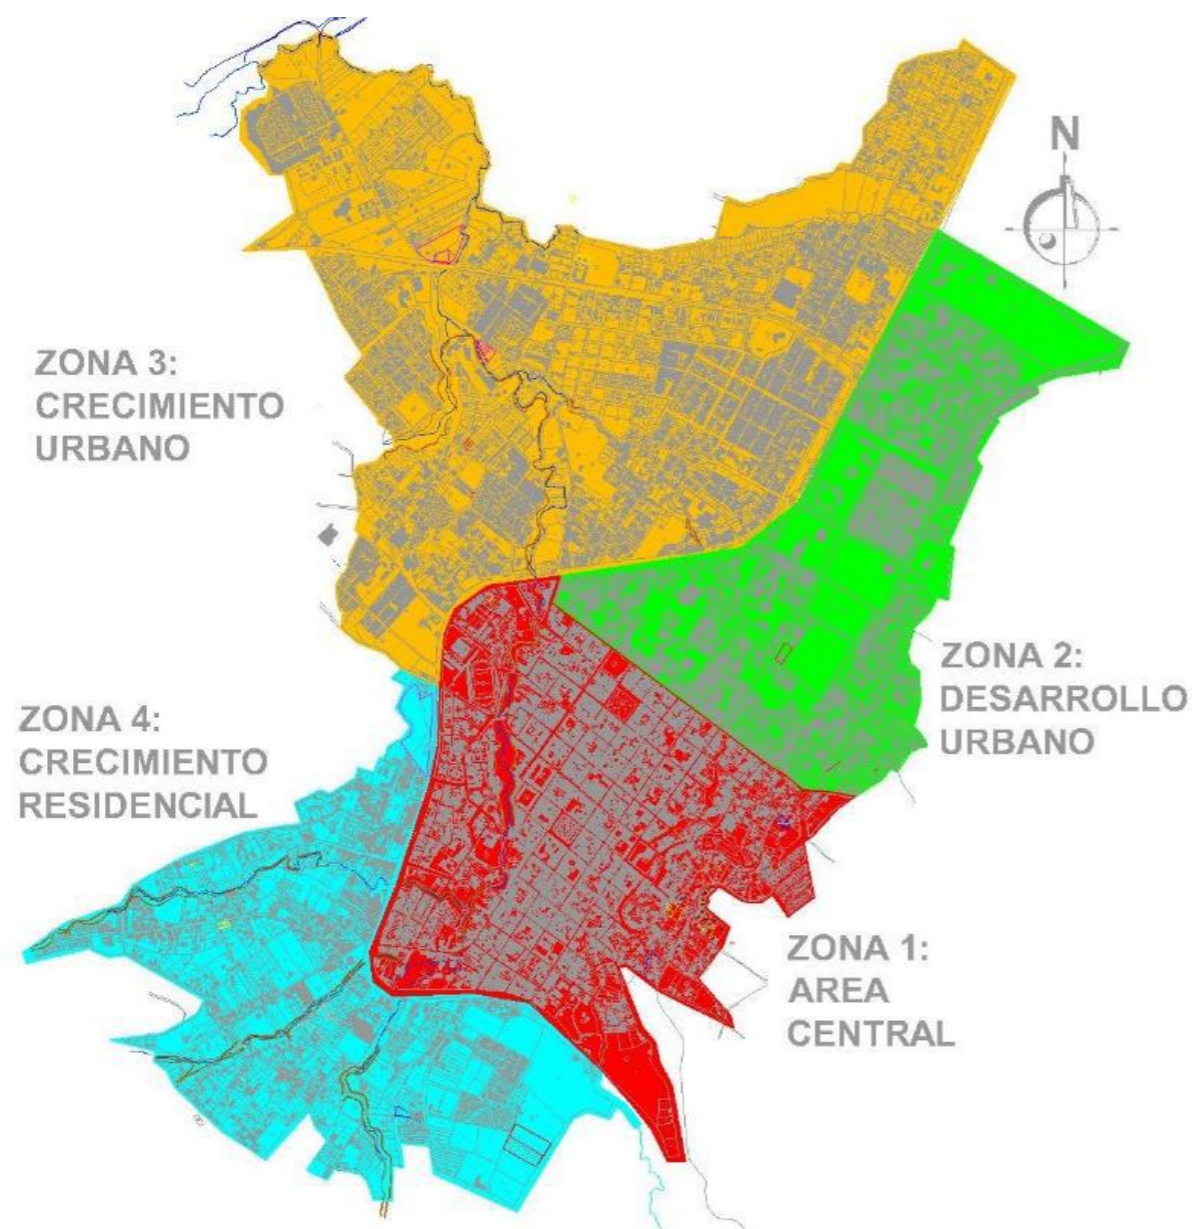 N
ZONA 3:
CRECIMIENTO
URBANO
ZONA 2:
DESARROLLO
URBANO
ZONA 4:
CRECIMIENTO
RESIDENCIAL
ZONA 1:
AREA
CENTRAL